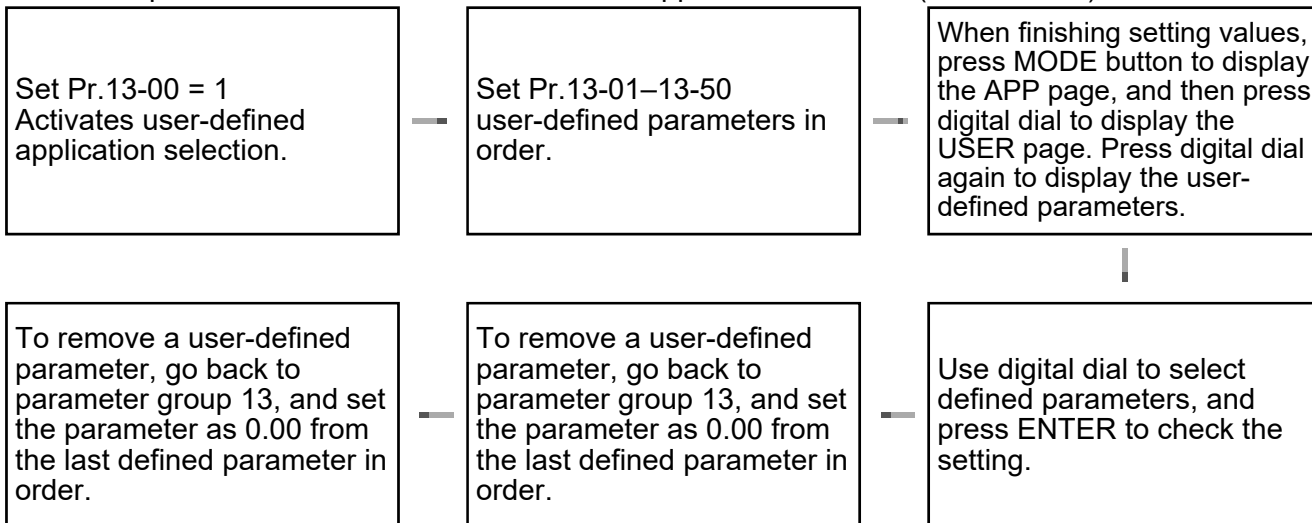 Set Pr.13-00 = 1
Activates user-defined
application selection.
Set Pr.13-01–13-50
user-defined parameters in
order.
When finishing setting values,
press MODE button to display
the APP page, and then press
digital dial to display the
USER page. Press digital dial
again to display the user-
defined parameters.
Use digital dial to select
defined parameters, and
press ENTER to check the
setting.
To remove a user-defined
parameter, go back to
parameter group 13, and set
the parameter as 0.00 from
the last defined parameter in
order.
To remove a user-defined
parameter, go back to
parameter group 13, and set
the parameter as 0.00 from
the last defined parameter in
order.